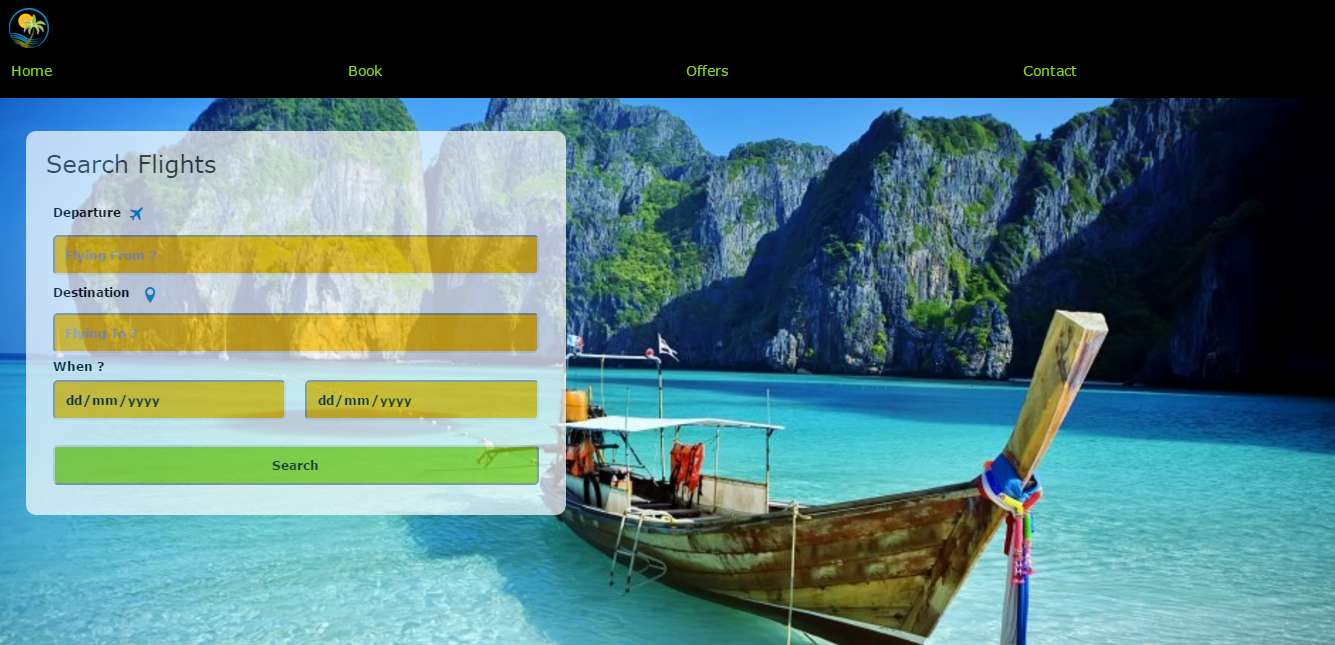 Home Book Offers Contact
Search Flights
Departure
Flying From ?
Destination
Flying To ?
When ?
dd/mm/yyyy dd/mm/yyyy
Search